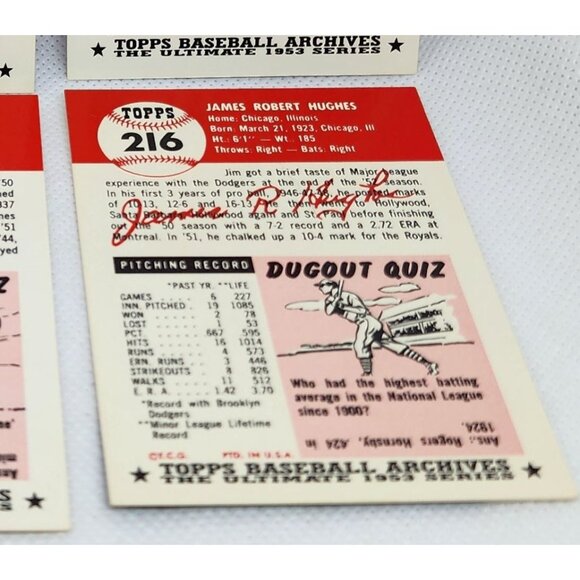 TOPPS BASEBALL ARCHIVES
THE ULTIMATE 1953 SERIES
TOPPS
216
JAMES ROBERT HUGHES
Home: Chicago, Illinois
Born: March 21, 1923, Chicago, Ill
Ht.: 6'1" — Wt.: 185
Throws: Right — Bats: Right
Jim got a brief taste of Major League
experience with the Dodgers at the end of the '52 season.
In his first 3 years of pro ball, 1946-47-48, he posted marks
of 13, 12-6 and 16-13. He then went to Hollywood,
Santa Hollywood again and St. Paul before finishing
out the '50 season with a 7-2 record and a 2.72 ERA at
Montreal. In '51, he chalked up a 10-4 mark for the Royals.
James R. Hughes
PITCHING RECORD
*PAST YR. **LIFE
GAMES 6 227
INN. PITCHED 19 1085
WON 2 78
LOST 1 53
PCT. .667 .595
HITS 16 1014
RUNS 4 573
ERN. RUNS 3 446
STRIKEOUTS 8 826
WALKS 11 512
E. R. A. 1.42 3.70
*Record with Brooklyn
Dodgers
**Minor League Lifetime
Record
DUGOUT QUIZ
Who had the highest batting
average in the National League
since 1900?
Ans.: Rogers Hornsby, .424 in
1924.
©T.C.G. PTD. IN U.S.A.
TOPPS BASEBALL ARCHIVES
THE ULTIMATE 1953 SERIES
'50
337
'51
'44,
IZ
Ans